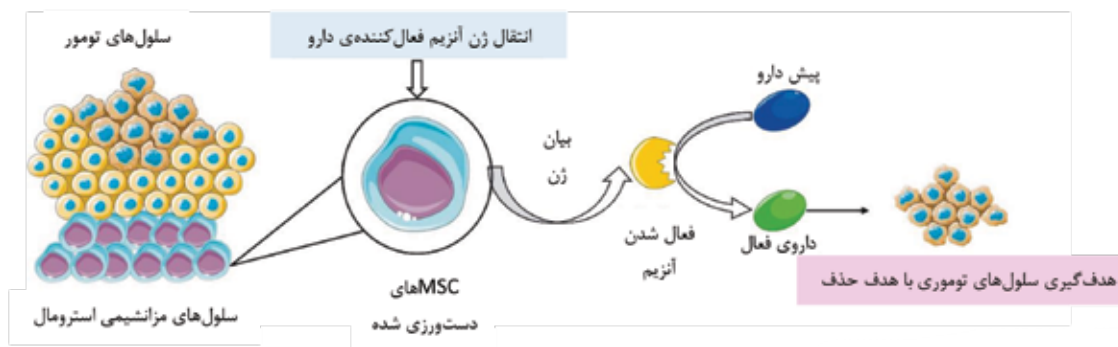 سلول‌های تومور
انتقال ژن آنزیم فعال‌کننده‌ی دارو
پیش دارو
بیان
ژن
فعال شدن
آنزیم
داروی فعال
هدف‌گیری سلول‌های توموری با هدف حذف
MSCهای
دست‌ورزی شده
سلول‌های مزانشیمی استرومال